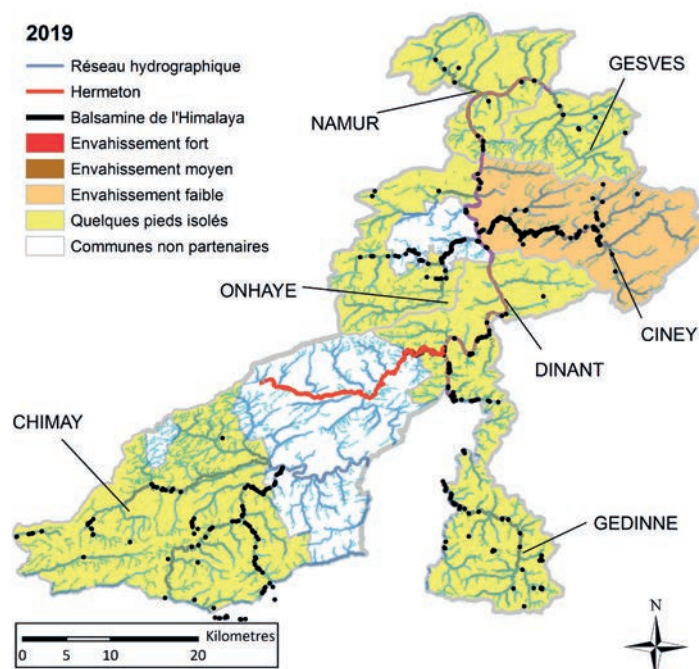 2019
Réseau hydrographique
Hermeton
Balsamine de l'Himalaya
Envahissement fort
Envahissement moyen
Envahissement faible
Quelques pieds isolés
Communes non partenaires
GESVES
NAMUR
ONHAYE
CINEY
DINANT
CHIMAY
GEDINNE
N
Kilometres
0 5 10 20